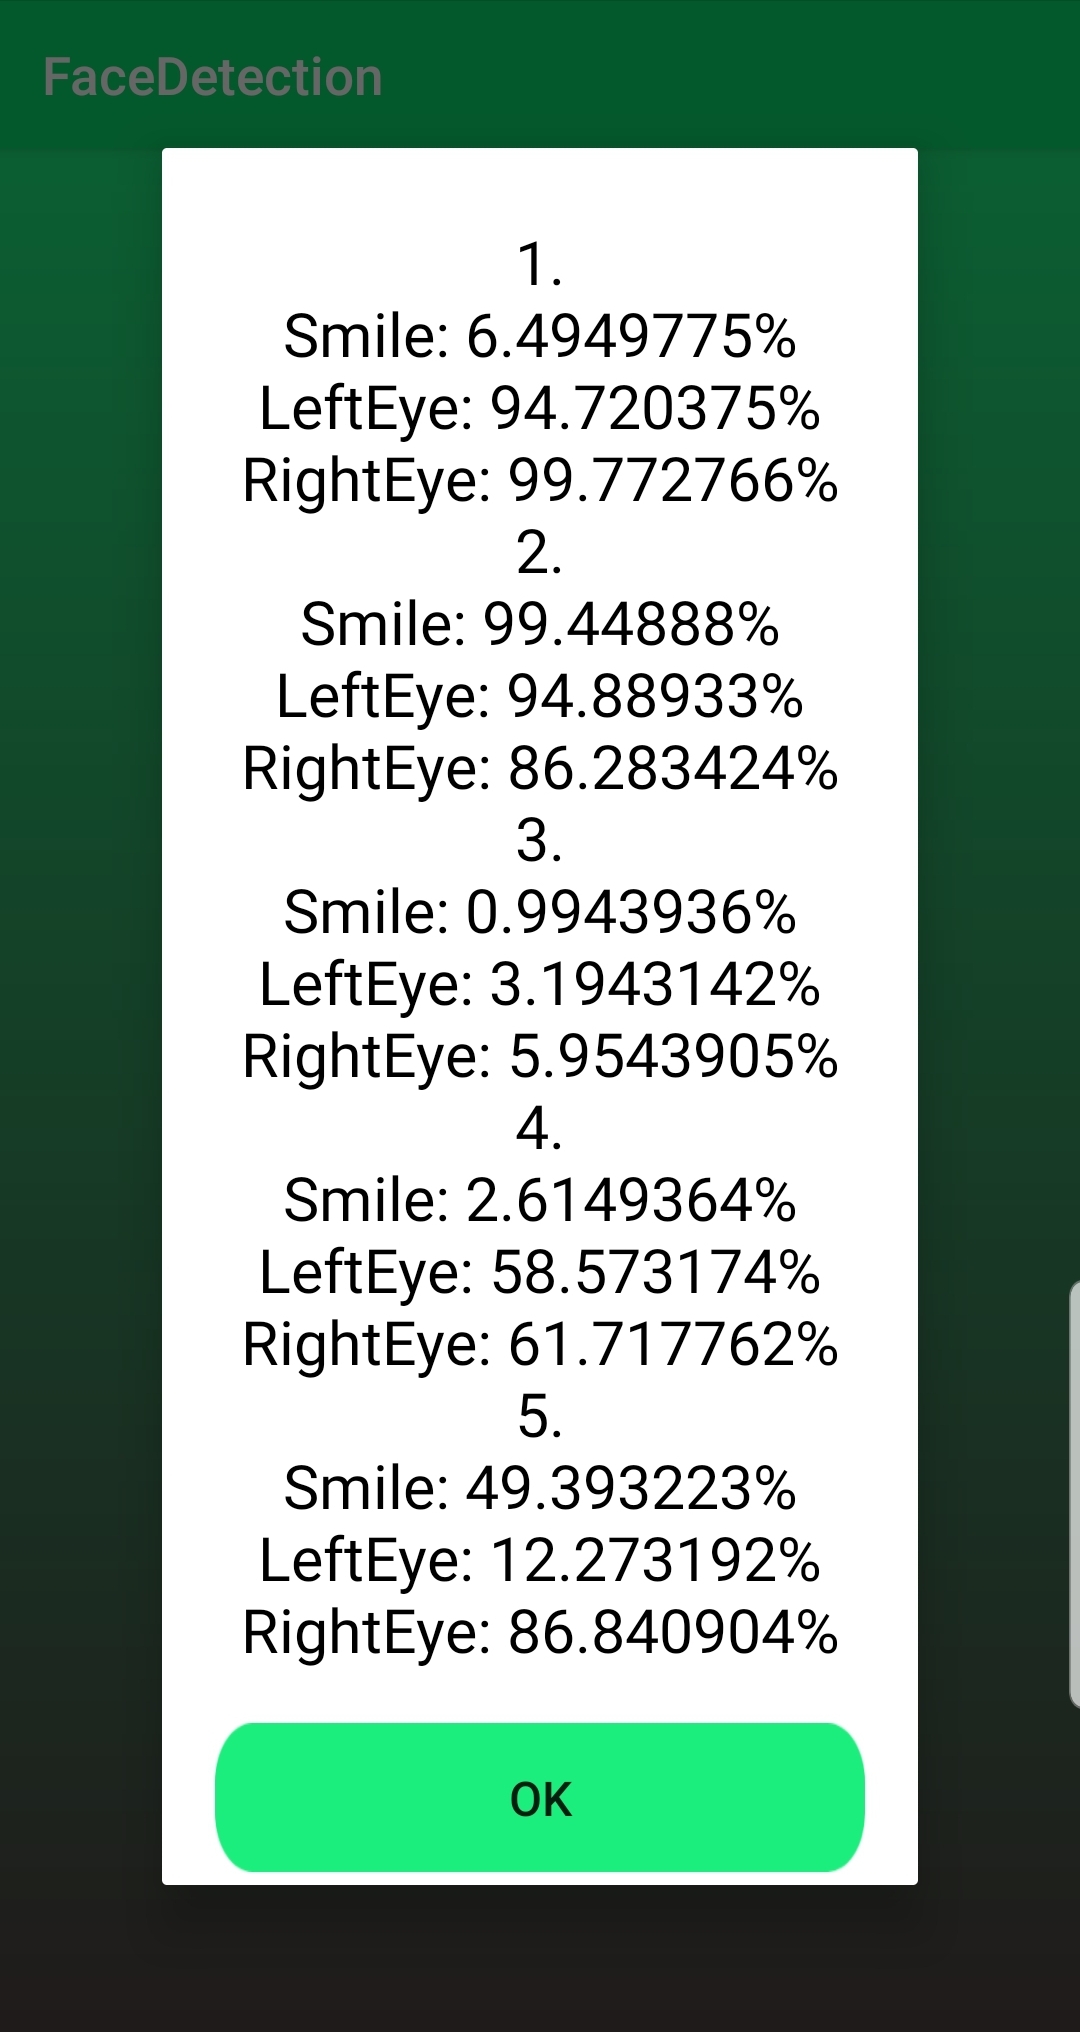 FaceDetection
1.
Smile: 6.4949775%
LeftEye: 94.720375%
RightEye: 99.772766%
2.
Smile: 99.44888%
LeftEye: 94.88933%
RightEye: 86.283424%
3.
Smile: 0.9943936%
LeftEye: 3.1943142%
RightEye: 5.9543905%
4.
Smile: 2.6149364%
LeftEye: 58.573174%
RightEye: 61.717762%
5.
Smile: 49.393223%
LeftEye: 12.273192%
RightEye: 86.840904%
OK